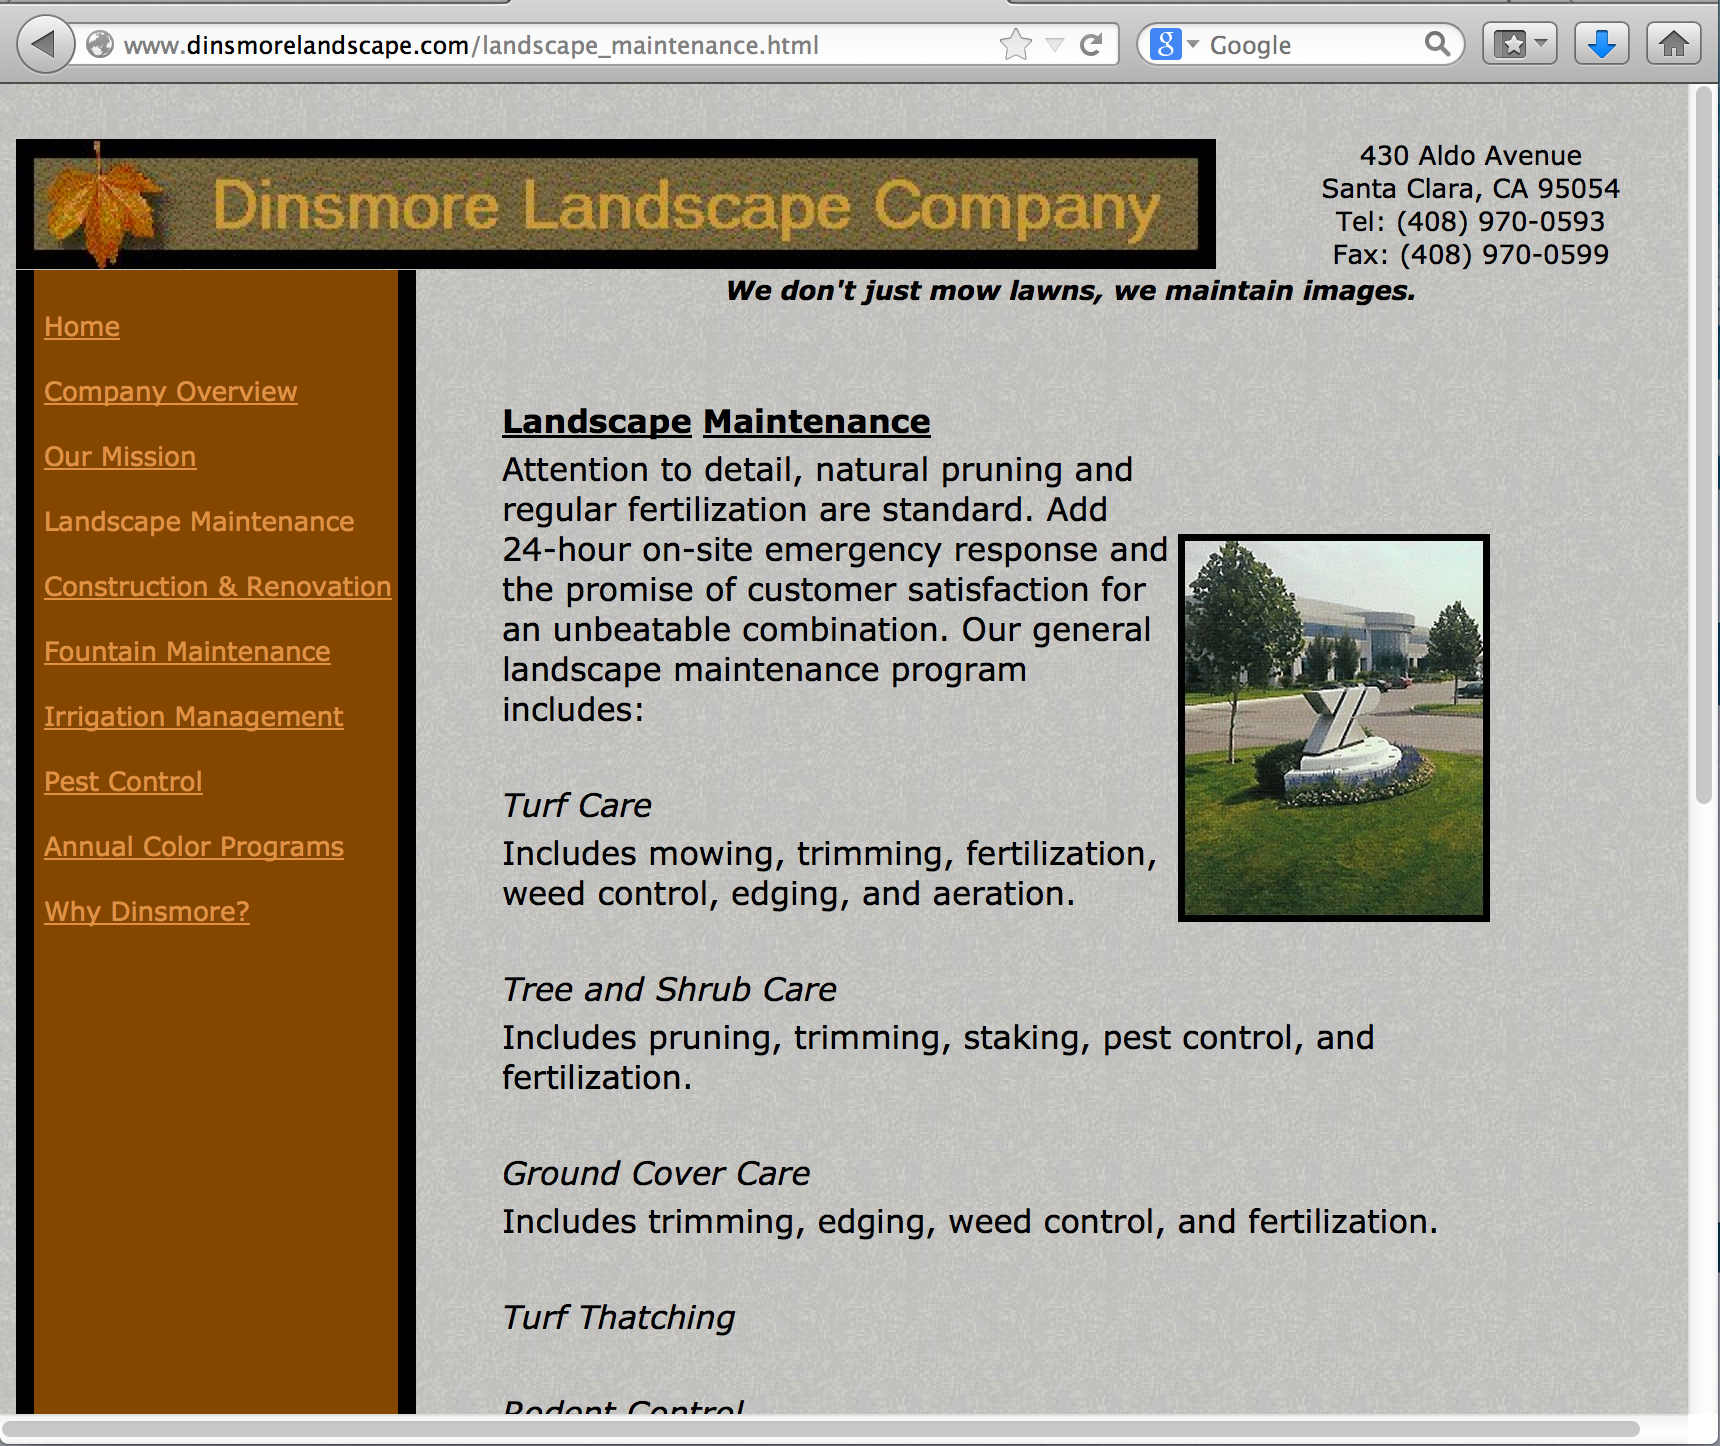 www.dinsmorelandscape.com/landscape_maintenance.html
Google
Dinsmore Landscape Company
430 Aldo Avenue
Santa Clara, CA 95054
Tel: (408) 970-0593
Fax: (408) 970-0599
We don't just mow lawns, we maintain images.
Home
Company Overview
Our Mission
Landscape Maintenance
Construction & Renovation
Fountain Maintenance
Irrigation Management
Pest Control
Annual Color Programs
Why Dinsmore?
Landscape Maintenance
Attention to detail, natural pruning and
regular fertilization are standard. Add
24-hour on-site emergency response and
the promise of customer satisfaction for
an unbeatable combination. Our general
landscape maintenance program
includes:
Turf Care
Includes mowing, trimming, fertilization,
weed control, edging, and aeration.
Tree and Shrub Care
Includes pruning, trimming, staking, pest control, and
fertilization.
Ground Cover Care
Includes trimming, edging, weed control, and fertilization.
Turf Thatching
Rodent Control